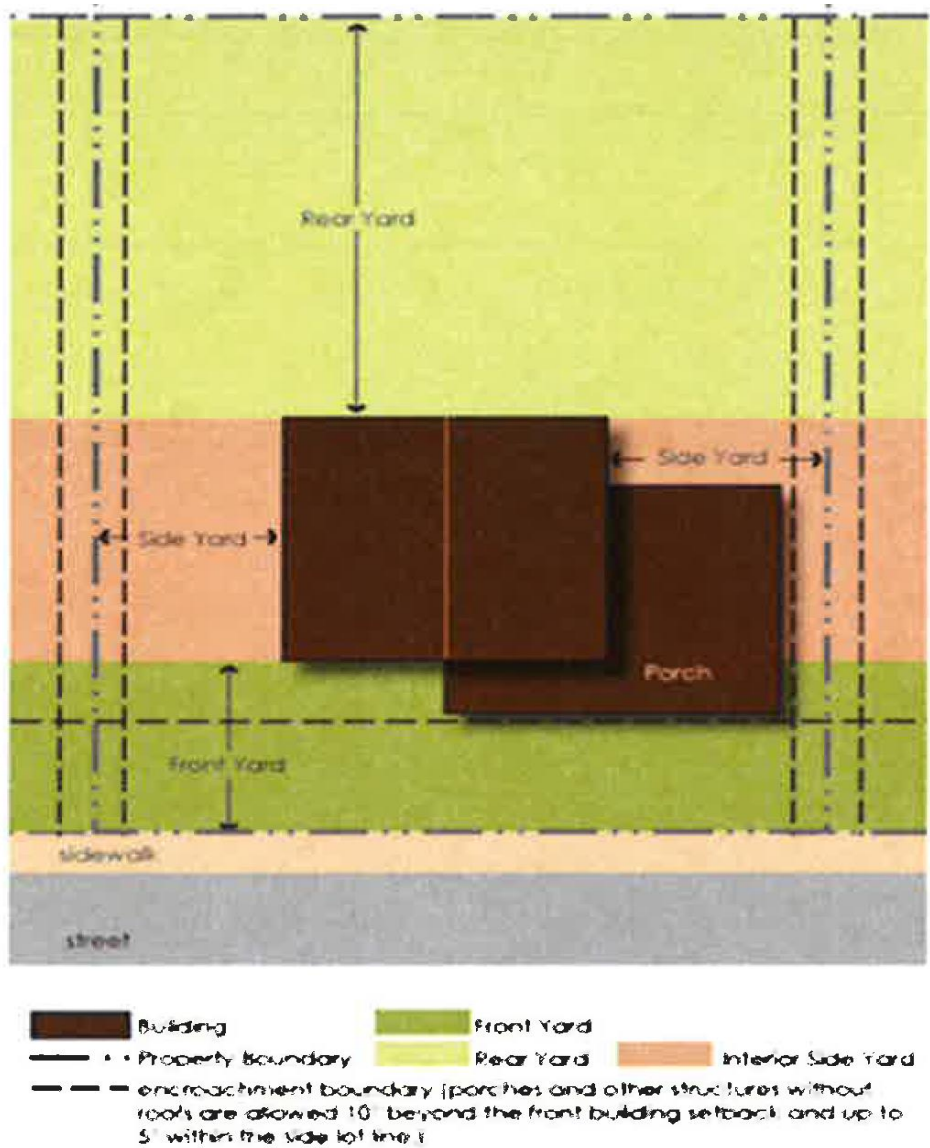 Rear Yard
Side Yard
Side Yard
Porch
Front Yard
sidewalk
street
Building
Front Yard
Property Boundary
Rear Yard
Interior Side Yard
encroachment boundary (porches and other structures without
roofs are allowed 10' beyond the front building setback and up to
5' within the side lot line.)